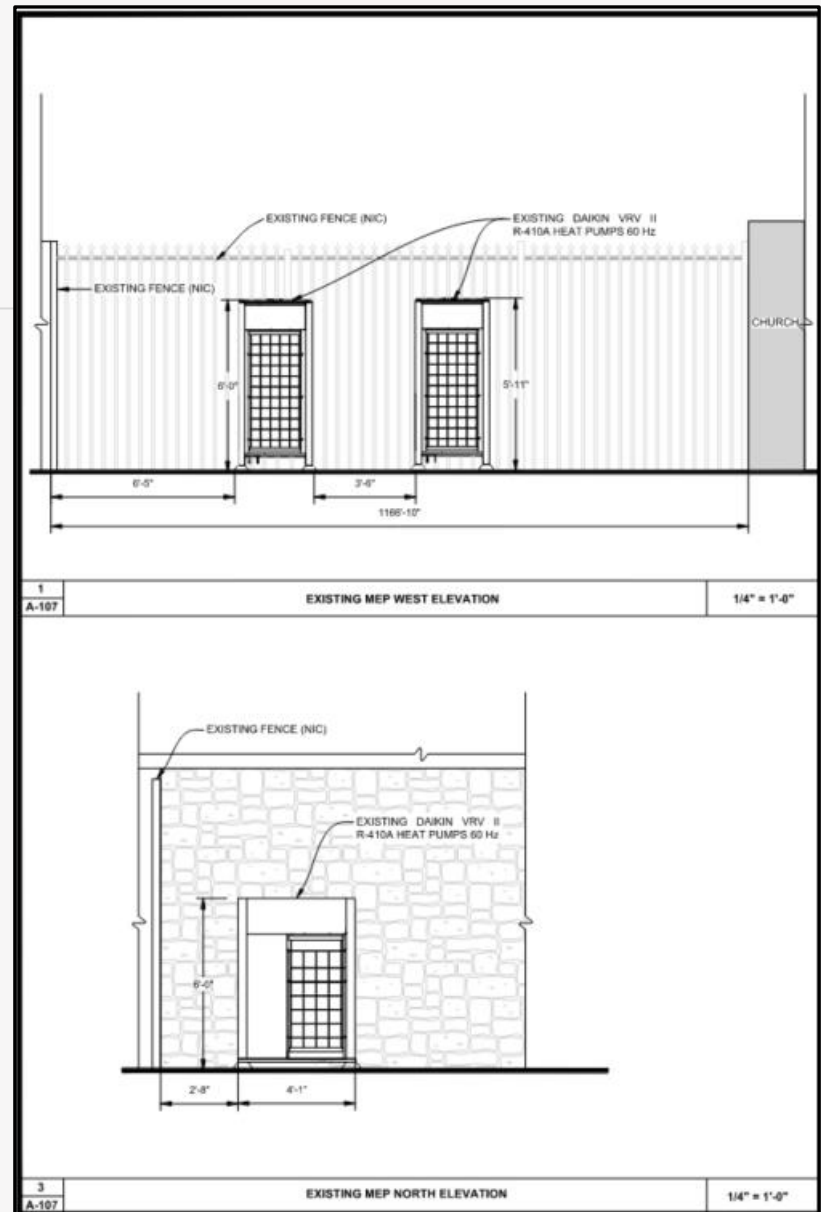 EXISTING FENCE (NIC)
EXISTING DAIKIN VRV II
R-410A HEAT PUMPS 60 Hz
EXISTING FENCE (NIC)
CHURCH
6'-0"
5'-11"
6'-5"
3'-6"
1166'-10"
1
A-107
EXISTING MEP WEST ELEVATION
1/4" = 1'-0"
EXISTING FENCE (NIC)
EXISTING DAIKIN VRV II
R-410A HEAT PUMPS 60 Hz
6'-0"
2'-8"
4'-1"
3
A-107
EXISTING MEP NORTH ELEVATION
1/4" = 1'-0"